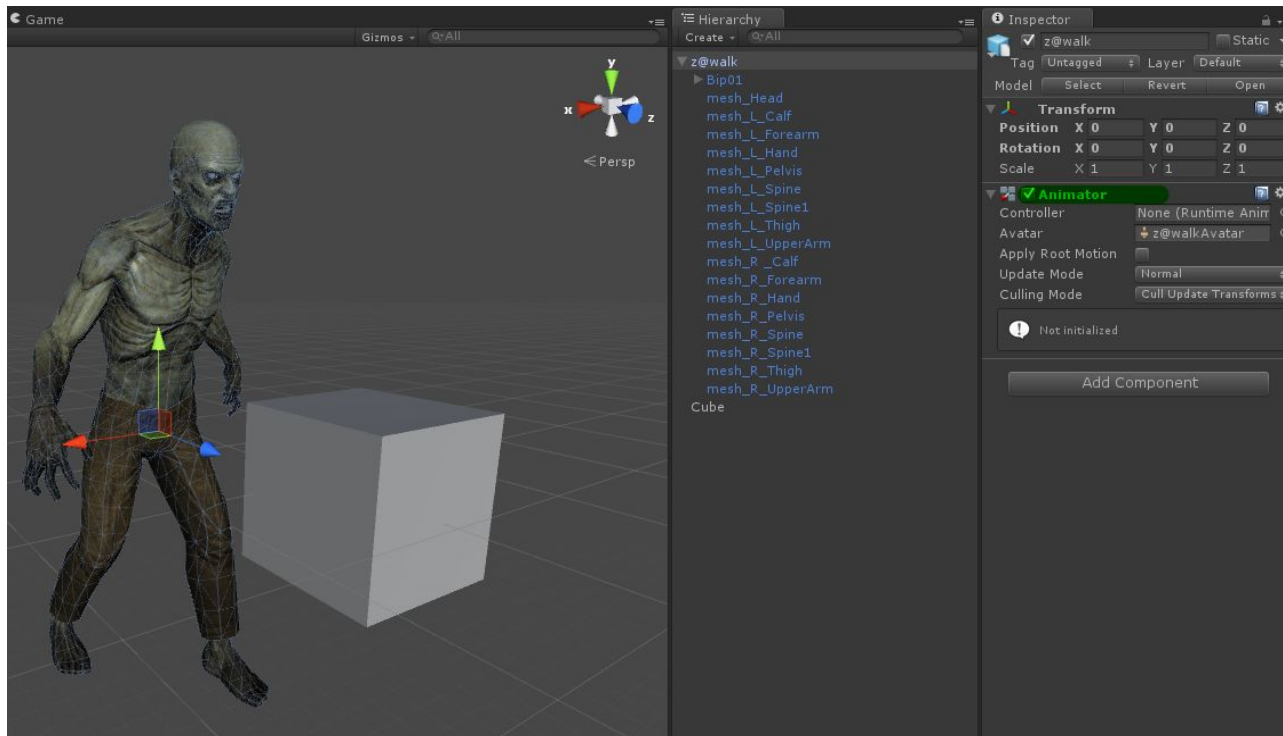 Game
Gizmos All
y
x z
Persp
Hierarchy
Create All
z@walk
Bip01
mesh_Head
mesh_L_Calf
mesh_L_Forearm
mesh_L_Hand
mesh_L_Pelvis
mesh_L_Spine
mesh_L_Spine1
mesh_L_Thigh
mesh_L_UpperArm
mesh_R _Calf
mesh_R_Forearm
mesh_R_Hand
mesh_R_Pelvis
mesh_R_Spine
mesh_R_Spine1
mesh_R_Thigh
mesh_R_UpperArm
Cube
Inspector
z@walk Static
Tag Untagged Layer Default
Model Select Revert Open
Transform
Position X 0 Y 0 Z 0
Rotation X 0 Y 0 Z 0
Scale X 1 Y 1 Z 1
Animator
Controller None (Runtime Anim
Avatar z@walkAvatar
Apply Root Motion
Update Mode Normal
Culling Mode Cull Update Transforms
Not initialized
Add Component